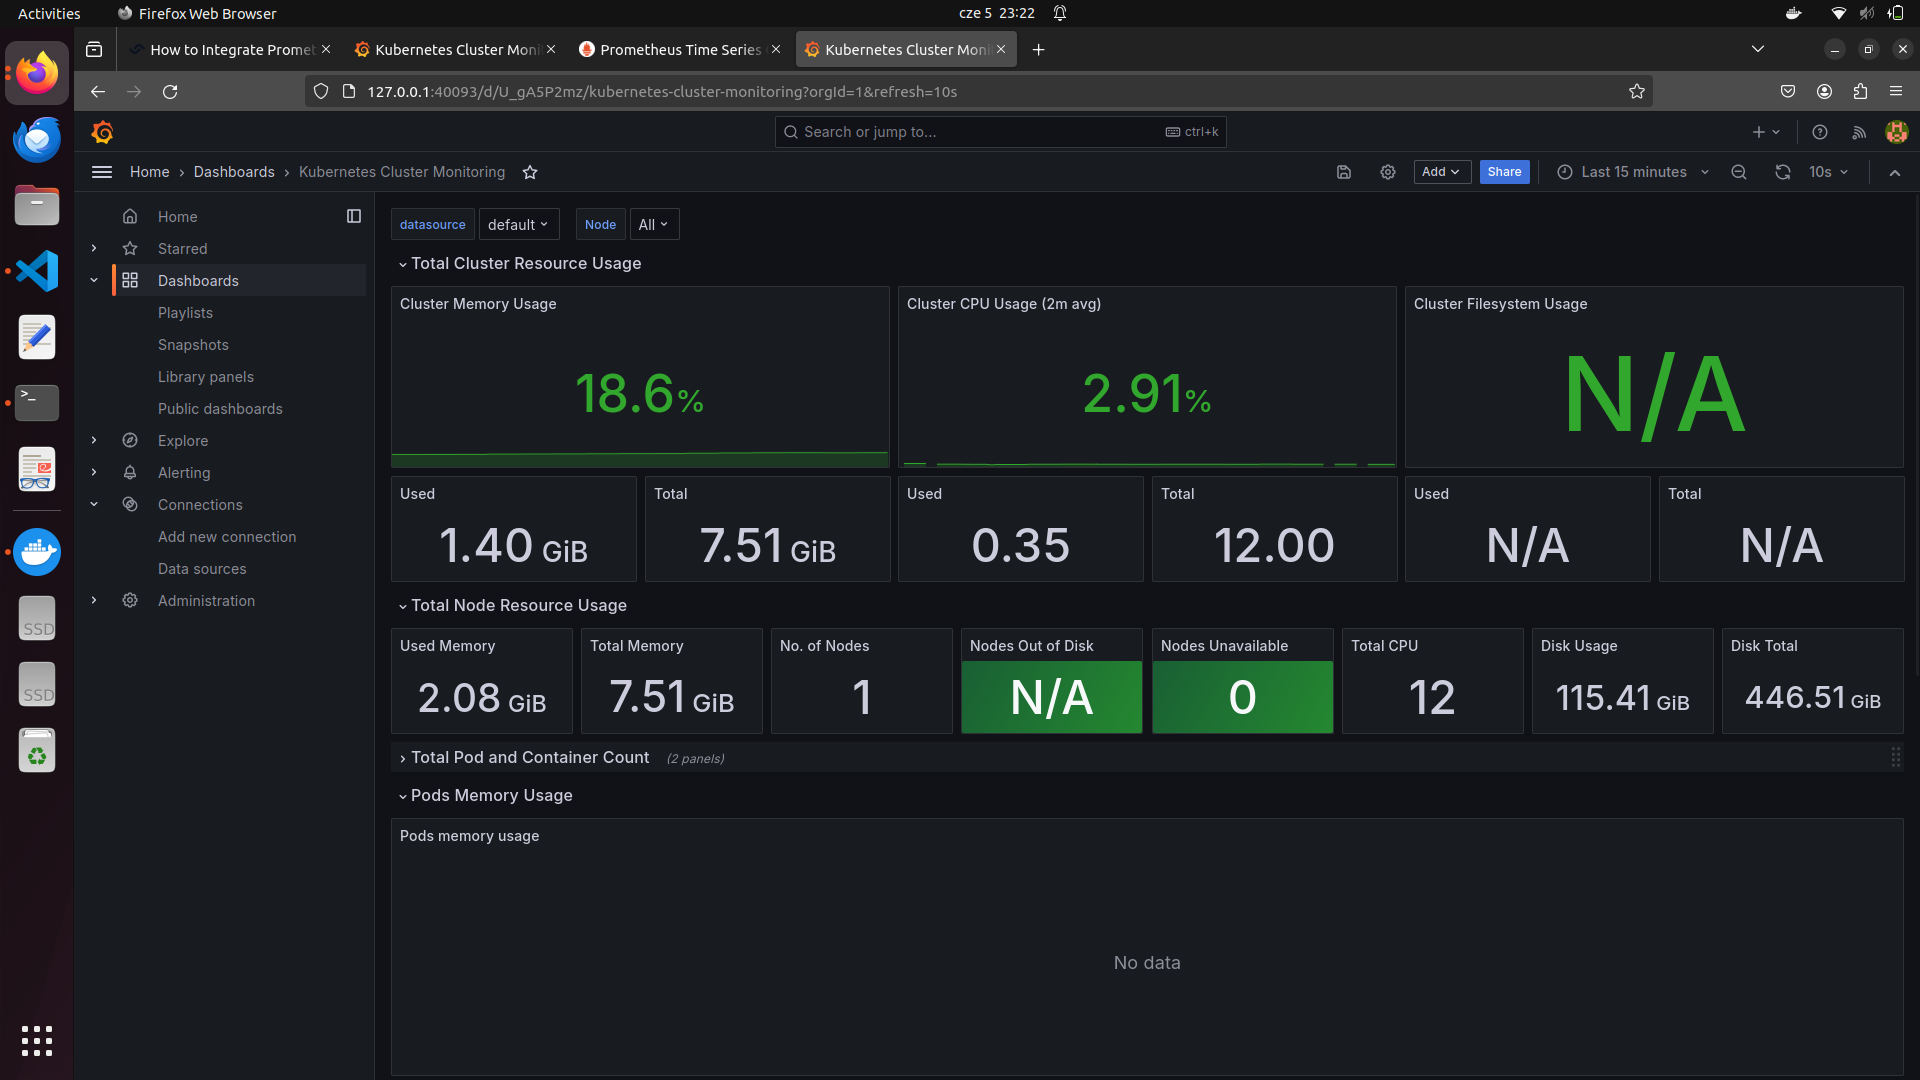 Activities
Firefox Web Browser
cze 5 23:22
How to Integrate Promet
Kubernetes Cluster Moni
Prometheus Time Series
Kubernetes Cluster Moni
127.0.0.1:40093/d/U_gA5P2mz/kubernetes-cluster-monitoring?orgId=1&refresh=10s
Search or jump to...
ctrl+k
Home › Dashboards › Kubernetes Cluster Monitoring
Add
Share
Last 15 minutes
10s
Home
Starred
Dashboards
Playlists
Snapshots
Library panels
Public dashboards
Explore
Alerting
Connections
Add new connection
Data sources
Administration
SSD
SSD
datasource default Node All
Total Cluster Resource Usage
Cluster Memory Usage
18.6%
Cluster CPU Usage (2m avg)
2.91%
Cluster Filesystem Usage
N/A
Used
1.40 GiB
Total
7.51 GiB
Used
0.35
Total
12.00
Used
N/A
Total
N/A
Total Node Resource Usage
Used Memory
2.08 GiB
Total Memory
7.51 GiB
No. of Nodes
1
Nodes Out of Disk
N/A
Nodes Unavailable
0
Total CPU
12
Disk Usage
115.41 GiB
Disk Total
446.51 GiB
Total Pod and Container Count (2 panels)
Pods Memory Usage
Pods memory usage
No data